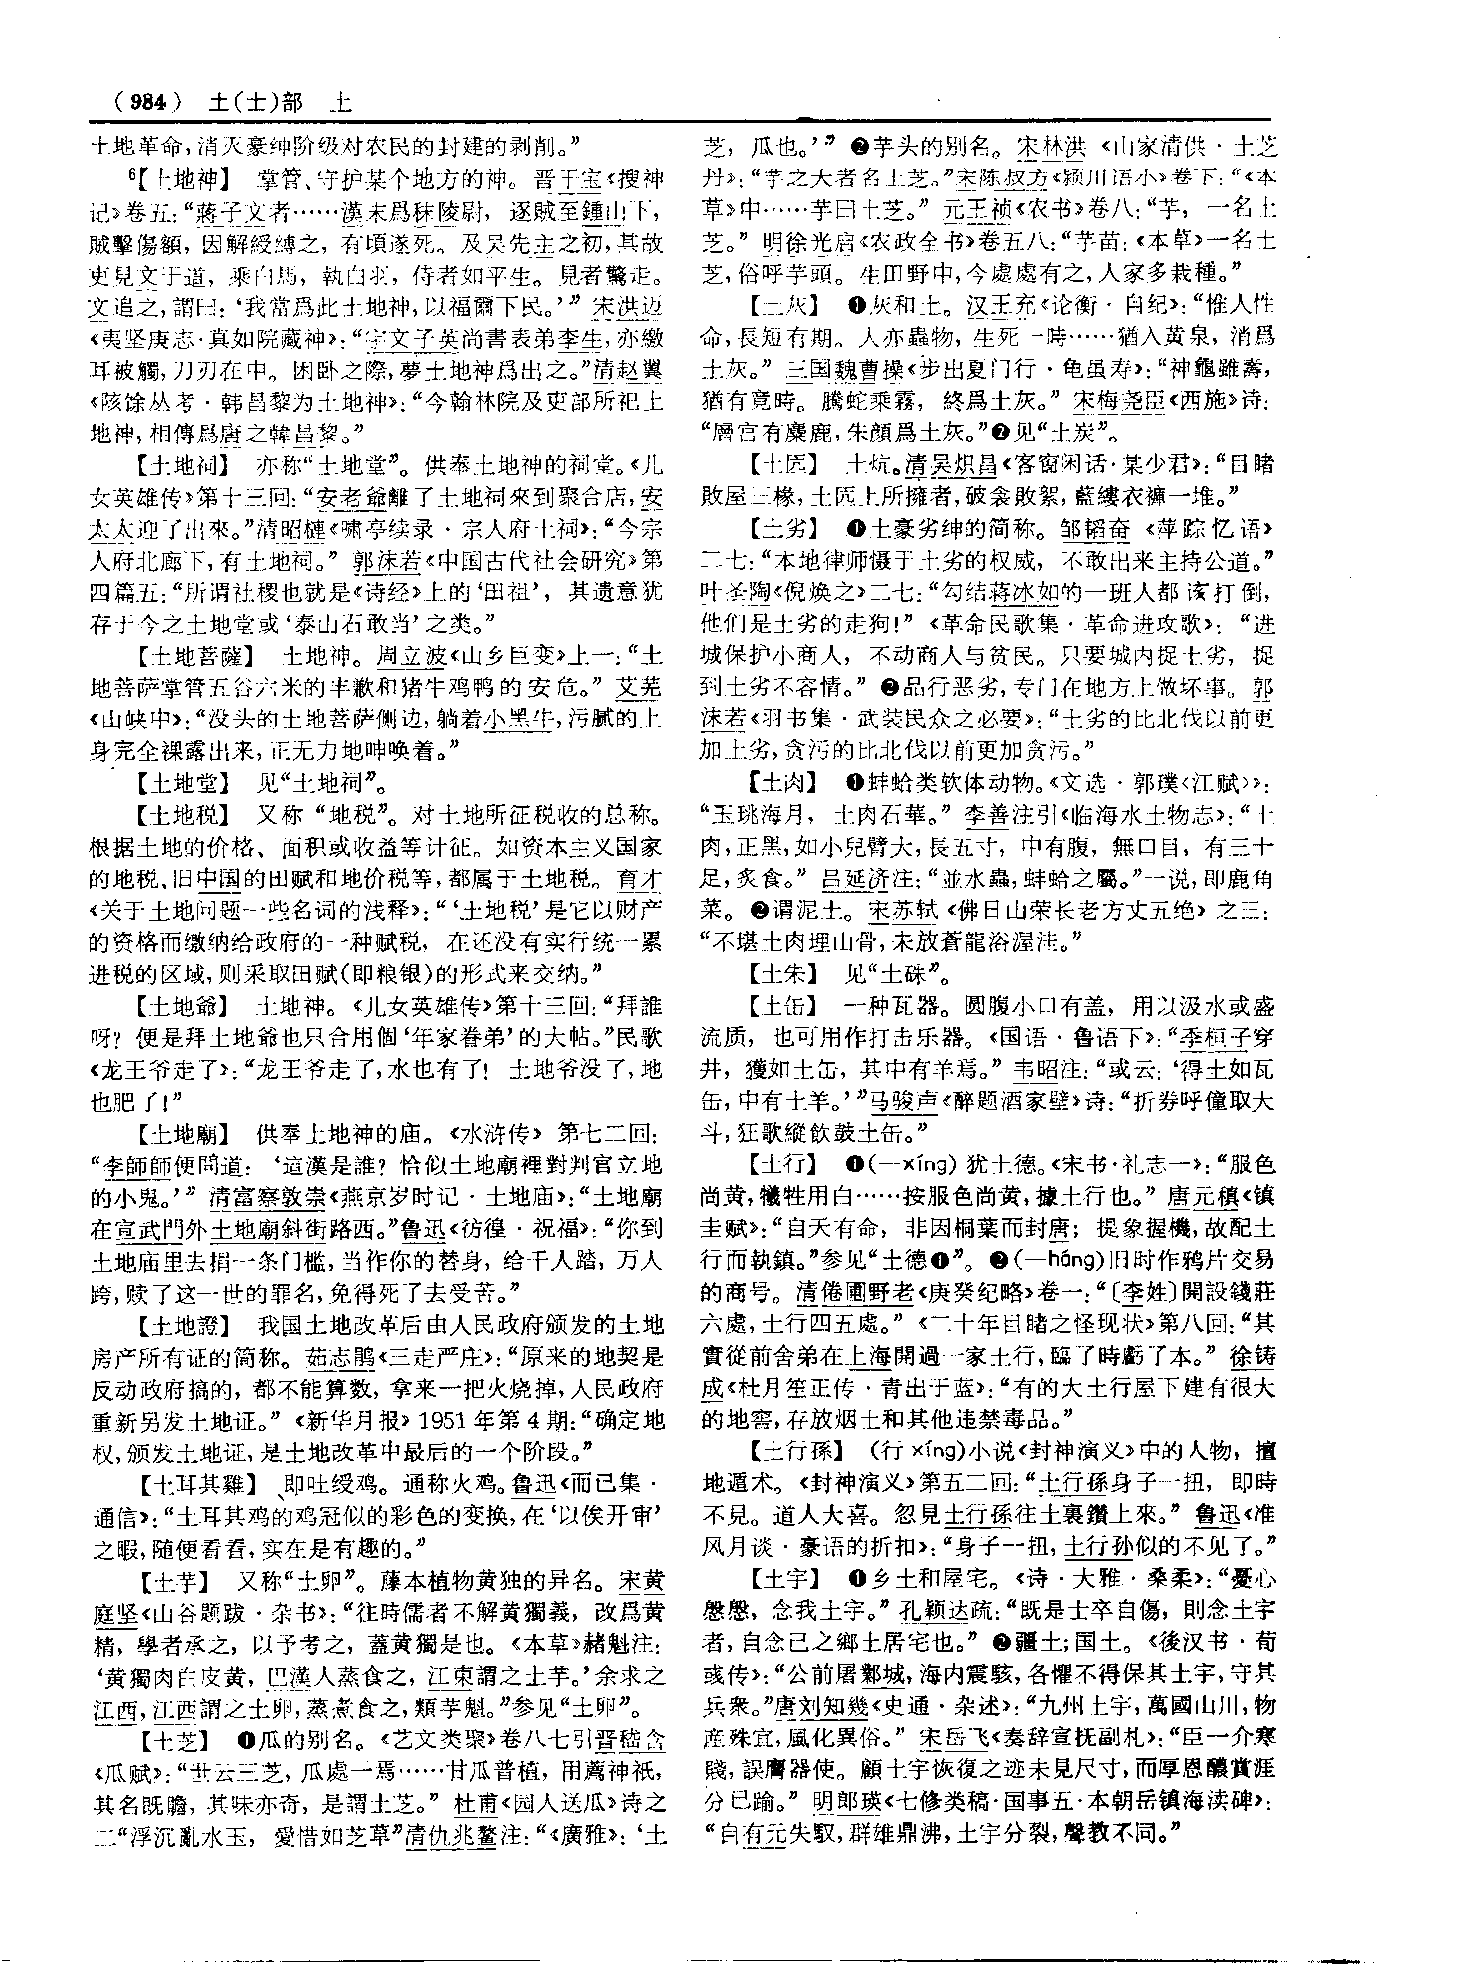 （984） 土(士)部 土
土地革命,消灭豪绅阶级对农民的封建的剥削。”
⁶【土地神】 掌管、守护某个地方的神。晋干宝《搜神
记》卷五:“蔣子文者……漢末爲秣陵尉， 逐賊至鍾山下，
賊擊傷額， 因解綬縛之， 有頃遂死。及吴先主之初,其故
吏見文于道， 乘白馬， 執白羽， 侍者如平生。見者驚走。
文追之,謂曰: ‘我當爲此土地神,以福爾下民。’” 宋洪迈
《夷坚庚志·真如院藏神》:“宇文子英尚書表弟李生,亦繳
耳被觸,刀刃在中。困卧之際,夢土地神爲出之。”清赵翼
《陔馀丛考·韩昌黎为土地神》:“今翰林院及吏部所祀土
地神,相傳爲唐之韓昌黎。”
【土地祠】 亦称“土地堂”。供奉土地神的祠堂。《儿
女英雄传》第十三回:“安老爺離了土地祠來到聚合店,安
太太迎了出來。”清昭槤《啸亭续录·宗人府土祠》:“今宗
人府北廊下,有土地祠。” 郭沫若《中国古代社会研究》第
四篇五:“所谓社稷也就是《诗经》上的‘田祖’， 其遗意犹
存于今之土地堂或‘泰山石敢当’之类。”
【土地菩薩】 土地神。周立波《山乡巨变》上一:“土
地菩萨掌管五谷六米的丰歉和猪牛鸡鸭的安危。” 艾芜
《山峡中》:“没头的土地菩萨侧边,躺着小黑牛,污腻的上
身完全裸露出来,正无力地呻唤着。”
【土地堂】 见“土地祠”。
【土地税】 又称“地税”。对土地所征税收的总称。
根据土地的价格、面积或收益等计征。如资本主义国家
的地税、旧中国的田赋和地价税等,都属于土地税。育才
《关于土地问题一些名词的浅释》:“‘土地税’是它以财产
的资格而缴纳给政府的一种赋税， 在还没有实行统一累
进税的区域,则采取田赋(即粮银)的形式来交纳。”
【土地爺】 土地神。《儿女英雄传》第十三回:“拜誰
呀? 便是拜土地爺也只合用個‘年家眷弟’的大帖。”民歌
《龙王爷走了》:“龙王爷走了,水也有了! 土地爷没了,地
也肥了!”
【土地廟】 供奉土地神的庙。《水浒传》第七二回:
“李師師便問道: ‘這漢是誰? 恰似土地廟裡對判官立地
的小鬼。’” 清富察敦崇《燕京岁时记·土地庙》:“土地廟
在宣武門外土地廟斜街路西。”鲁迅《彷徨·祝福》:“你到
土地庙里去捐一条门槛,当作你的替身， 给千人踏， 万人
跨,赎了这一世的罪名,免得死了去受苦。”
【土地證】 我国土地改革后由人民政府颁发的土地
房产所有证的简称。茹志鹃《三走严庄》:“原来的地契是
反动政府搞的， 都不能算数， 拿来一把火烧掉,人民政府
重新另发土地证。”《新华月报》1951年第4期:“确定地
权,颁发土地证,是土地改革中最后的一个阶段。”
【土耳其雞】 即吐绶鸡。通称火鸡。鲁迅《而已集·
通信》:“土耳其鸡的鸡冠似的彩色的变换,在‘以俟开审’
之暇,随便看看,实在是有趣的。”
【土芋】 又称“土卵”。藤本植物黄独的异名。宋黄
庭坚《山谷题跋·杂书》:“往時儒者不解黄獨義， 改爲黄
精， 學者承之， 以予考之， 蓋黄獨是也。《本草》赭魁注:
‘黄獨肉白皮黄， 巴漢人蒸食之， 江東謂之土芋。’余求之
江西,江西謂之土卵,蒸煮食之,類芋魁。”参见“土卵”。
【土芝】 ❶瓜的别名。《艺文类聚》卷八七引晋嵇含
《瓜赋》:“世云三芝， 瓜處一焉……甘瓜普植， 用薦神祇，
其名既贍， 其味亦奇， 是謂土芝。” 杜甫《园人送瓜》诗之
二“浮沉亂水玉， 愛惜如芝草”清仇兆鳌注:“《廣雅》: ‘土
芝， 瓜也。’” ❷芋头的别名。宋林洪《山家清供·土芝
丹》:“芋之大者名土芝。”宋陈叔方《颖川语小》卷下:“《本
草》中……芋曰土芝。” 元王祯《农书》卷八:“芋， 一名土
芝。” 明徐光启《农政全书》卷五八:“芋苗:《本草》一名土
芝,俗呼芋頭。生田野中,今處處有之,人家多栽種。”
【土灰】 ❶灰和土。汉王充《论衡·自纪》:“惟人性
命,長短有期。人亦蟲物， 生死一時……猶入黄泉， 消爲
土灰。” 三国魏曹操《步出夏门行·龟虽寿》:“神龜雖壽，
猶有竟時。騰蛇乘霧， 終爲土灰。” 宋梅尧臣《西施》诗:
“層宫有麋鹿,朱顔爲土灰。”❷见“土炭”。
【土匟】 土炕。清吴炽昌《客窗闲话·某少君》:“目睹
敗屋三椽,土匟上所擁者,破衾敗絮,藍縷衣褲一堆。”
【土劣】 ❶土豪劣绅的简称。邹韬奋《萍踪忆语》
二七:“本地律师慑于土劣的权威， 不敢出来主持公道。”
叶圣陶《倪焕之》二七:“勾结蒋冰如的一班人都该打倒，
他们是土劣的走狗!”《革命民歌集·革命进攻歌》: “进
城保护小商人， 不动商人与贫民。只要城内捉土劣， 捉
到土劣不容情。” ❷品行恶劣,专门在地方上做坏事。郭
沫若《羽书集·武装民众之必要》:“土劣的比北伐以前更
加土劣,贪污的比北伐以前更加贪污。”
【土肉】 ❶蚌蛤类软体动物。《文选·郭璞〈江赋〉》:
“玉珧海月， 土肉石華。” 李善注引《临海水土物志》:“土
肉,正黑,如小兒臂大,長五寸， 中有腹， 無口目， 有三十
足,炙食。” 吕延济注:“並水蟲,蚌蛤之屬。”一说,即鹿角
菜。❷谓泥土。宋苏轼《佛日山荣长老方丈五绝》之三:
“不堪土肉埋山骨,未放蒼龍浴渥洼。”
【土朱】 见“土硃”。
【土缶】 一种瓦器。圆腹小口有盖， 用以汲水或盛
流质， 也可用作打击乐器。《国语·鲁语下》:“季桓子穿
井， 獲如土缶， 其中有羊焉。” 韦昭注:“或云: ‘得土如瓦
缶,中有土羊。’”马骏声《醉题酒家壁》诗:“折券呼僮取大
斗,狂歌縱飲鼓土缶。”
【土行】 ❶(一xíng) 犹土德。《宋书·礼志一》:“服色
尚黄,犧牲用白……按服色尚黄,據土行也。” 唐元稹《镇
圭赋》:“自天有命， 非因桐葉而封唐； 提象握機,故配土
行而執鎮。”参见“土德❶”。❷(一háng)旧时作鸦片交易
的商号。清倦圃野老《庚癸纪略》卷一:“〔李姓〕開設錢莊
六處,土行四五處。”《二十年目睹之怪现状》第八回:“其
實從前舍弟在上海開過一家土行,臨了時虧了本。” 徐铸
成《杜月笙正传·青出于蓝》:“有的大土行屋下建有很大
的地窖,存放烟土和其他违禁毒品。”
【土行孫】 (行 xíng)小说《封神演义》中的人物， 擅
地遁术。《封神演义》第五二回:“土行孫身子一扭， 即時
不見。道人大喜。忽見土行孫往土裏鑽上來。” 鲁迅《准
风月谈·豪语的折扣》:“身子一扭,土行孙似的不见了。”
【土宇】 ❶乡土和屋宅。《诗·大雅·桑柔》:“憂心
慇慇， 念我土宇。”孔颖达疏:“既是士卒自傷， 則念土宇
者,自念己之鄉土居宅也。” ❷疆土;国土。《後汉书·荀
彧传》:“公前屠鄴城,海内震駭,各懼不得保其土宇,守其
兵衆。”唐刘知幾《史通·杂述》:“九州土宇,萬國山川,物
産殊宜,風化異俗。” 宋岳飞《奏辞宣抚副札》:“臣一介寒
賤,誤膺器使。顧土宇恢復之迹未見尺寸,而厚恩醲賞涯
分已踰。” 明郎瑛《七修类稿·国事五·本朝岳镇海渎碑》:
“自有元失馭,群雄鼎沸,土宇分裂,聲教不同。”